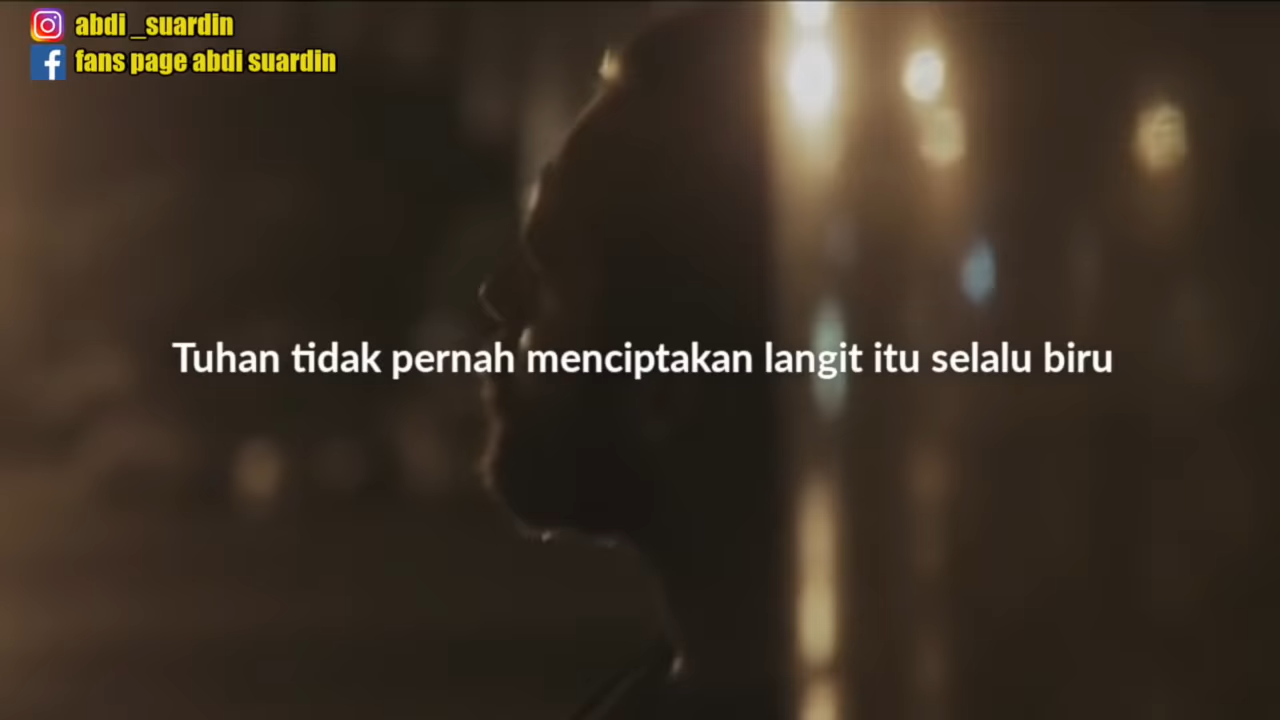 abdi _suardin
fans page abdi suardin
Tuhan tidak pernah menciptakan langit itu selalu biru